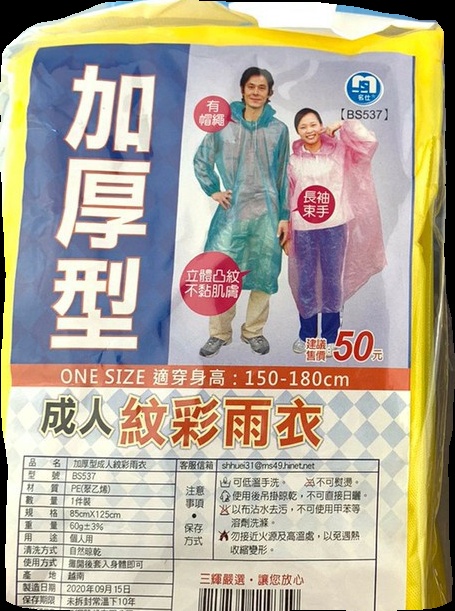 加厚型
有
帽繩
名仕
【BS537】
長袖
束手
立體凸紋
不黏肌膚
建議
售價：50元
ONE SIZE 適穿身高：150-180cm
成人紋彩雨衣
品名 加厚型成人紋彩雨衣 客服信箱 shhuei31@ms49.hinet.net
型號 BS537
材質 PE(聚乙烯)
數量 1件裝
規格 85cmX125cm
重量 60g±3%
用途 個人用
清洗方式 自然晾乾
使用方式 攤開後套入身體即可
產地 越南
製造日期 2020年09月15日
保存期限 未拆封常溫下10年
注意
事項
•
保存
方式
可低溫手洗。 不可熨燙。
使用後吊掛晾乾，不可直接日曬。
以布沾水去污，不可使用甲苯等
溶劑洗滌。
勿接近火源及高溫處，以免遇熱
收縮變形。
三輝嚴選・讓您放心